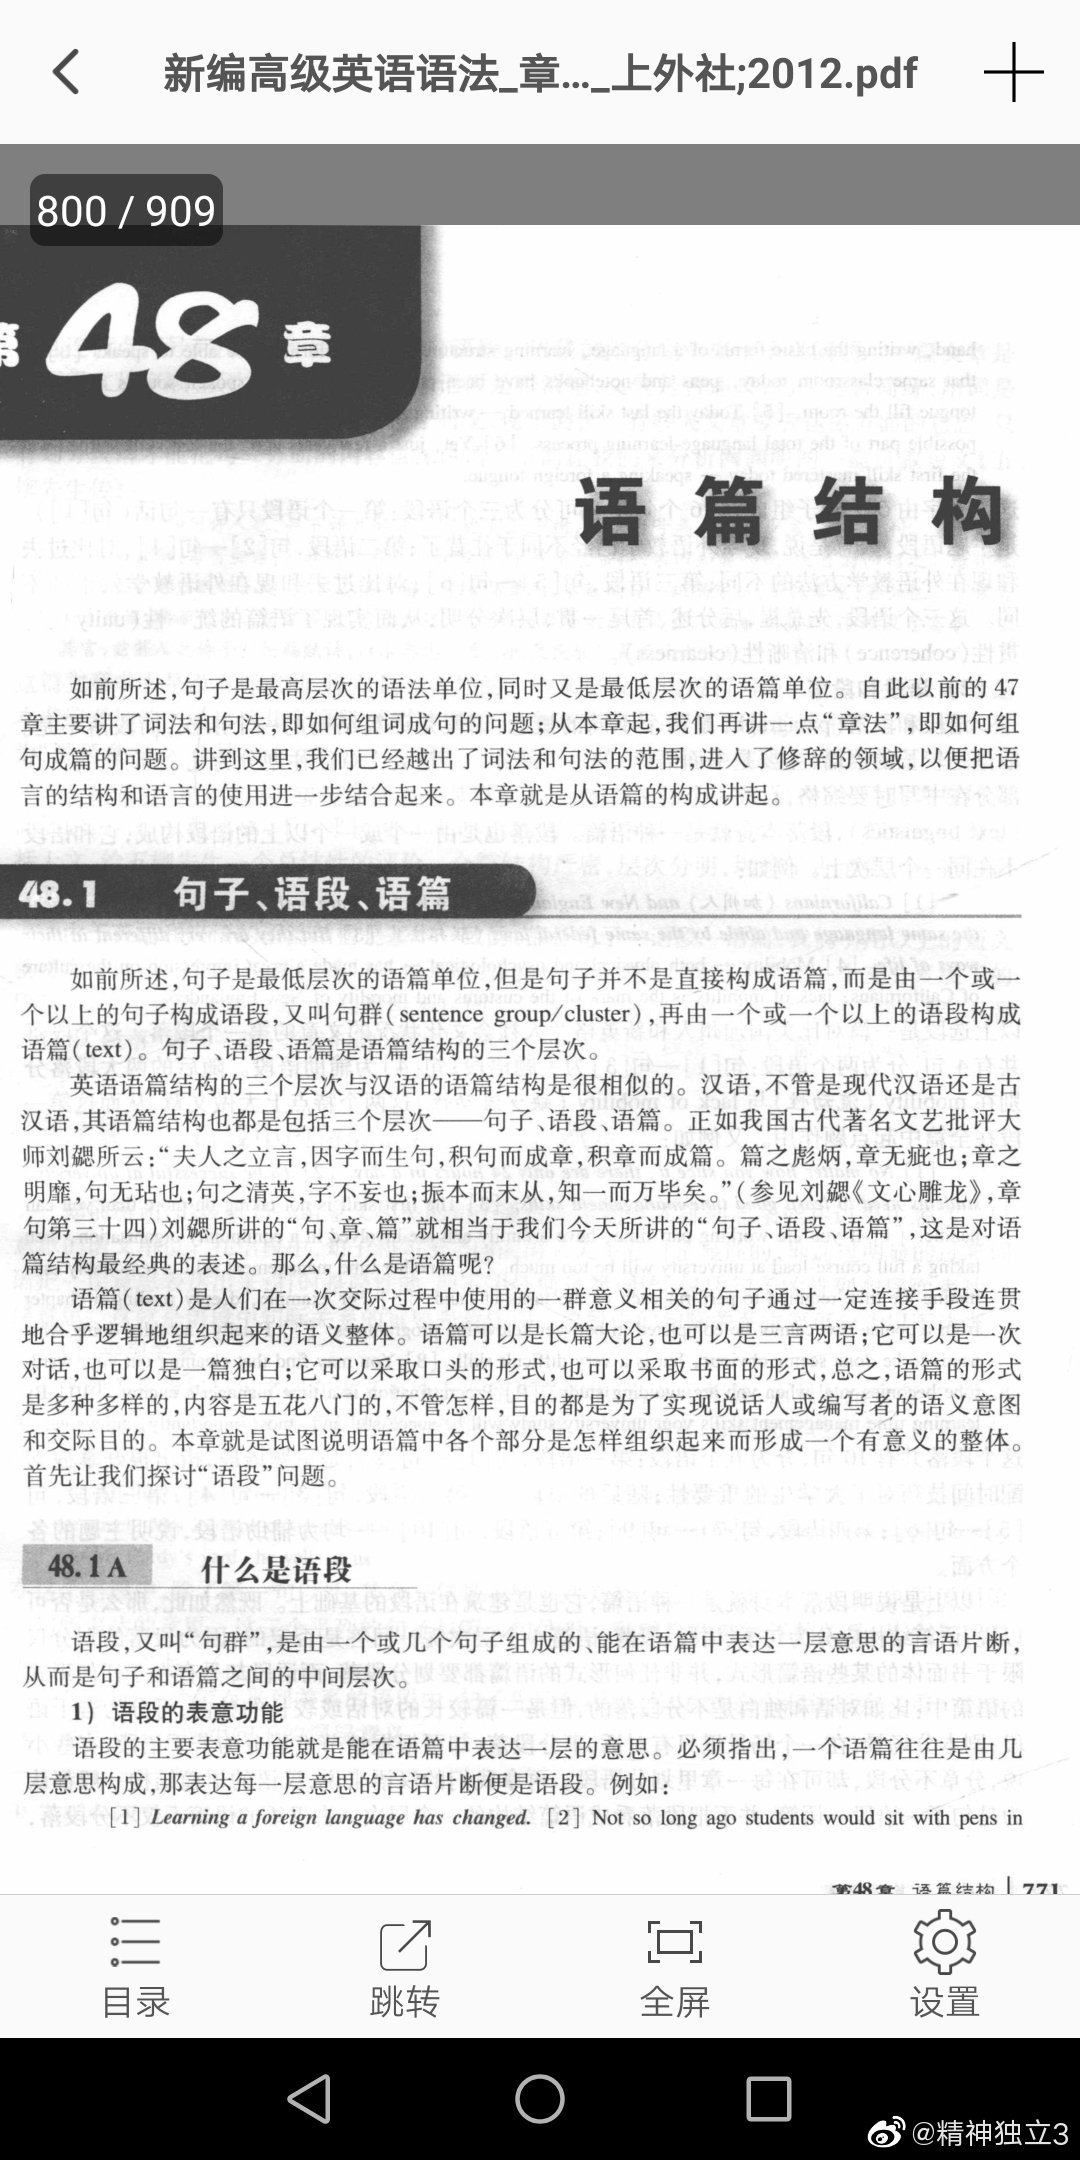 新编高级英语语法_章..._上外社;2012.pdf
800 / 909
第48章
语篇结构
如前所述,句子是最高层次的语法单位,同时又是最低层次的语篇单位。自此以前的 47
章主要讲了词法和句法,即如何组词成句的问题;从本章起,我们再讲一点“章法”,即如何组
句成篇的问题。讲到这里,我们已经越出了词法和句法的范围,进入了修辞的领域,以便把语
言的结构和语言的使用进一步结合起来。本章就是从语篇的构成讲起。
48.1 句子、语段、语篇
如前所述,句子是最低层次的语篇单位,但是句子并不是直接构成语篇,而是由一个或一
个以上的句子构成语段,又叫句群(sentence group/cluster),再由一个或一个以上的语段构成
语篇(text)。句子、语段、语篇是语篇结构的三个层次。
英语语篇结构的三个层次与汉语的语篇结构是很相似的。汉语,不管是现代汉语还是古
汉语,其语篇结构也都是包括三个层次——句子、语段、语篇。正如我国古代著名文艺批评大
师刘勰所云:“夫人之立言,因字而生句,积句而成章,积章而成篇。篇之彪炳,章无疵也;章之
明靡,句无玷也;句之清英,字不妄也;振本而末从,知一而万毕矣。”(参见刘勰《文心雕龙》,章
句第三十四)刘勰所讲的“句、章、篇”就相当于我们今天所讲的“句子、语段、语篇”,这是对语
篇结构最经典的表述。那么,什么是语篇呢?
语篇(text)是人们在一次交际过程中使用的一群意义相关的句子通过一定连接手段连贯
地合乎逻辑地组织起来的语义整体。语篇可以是长篇大论,也可以是三言两语;它可以是一次
对话,也可以是一篇独白;它可以采取口头的形式,也可以采取书面的形式,总之,语篇的形式
是多种多样的,内容是五花八门的,不管怎样,目的都是为了实现说话人或编写者的语义意图
和交际目的。本章就是试图说明语篇中各个部分是怎样组织起来而形成一个有意义的整体。
首先让我们探讨“语段”问题。
48.1A 什么是语段
语段,又叫“句群”,是由一个或几个句子组成的、能在语篇中表达一层意思的言语片断,
从而是句子和语篇之间的中间层次。
1) 语段的表意功能
语段的主要表意功能就是能在语篇中表达一层的意思。必须指出,一个语篇往往是由几
层意思构成,那表达每一层意思的言语片断便是语段。例如:
[1] Learning a foreign language has changed. [2] Not so long ago students would sit with pens in
第48章 语篇结构 | 771
目录 跳转 全屏 设置
@精神独立3